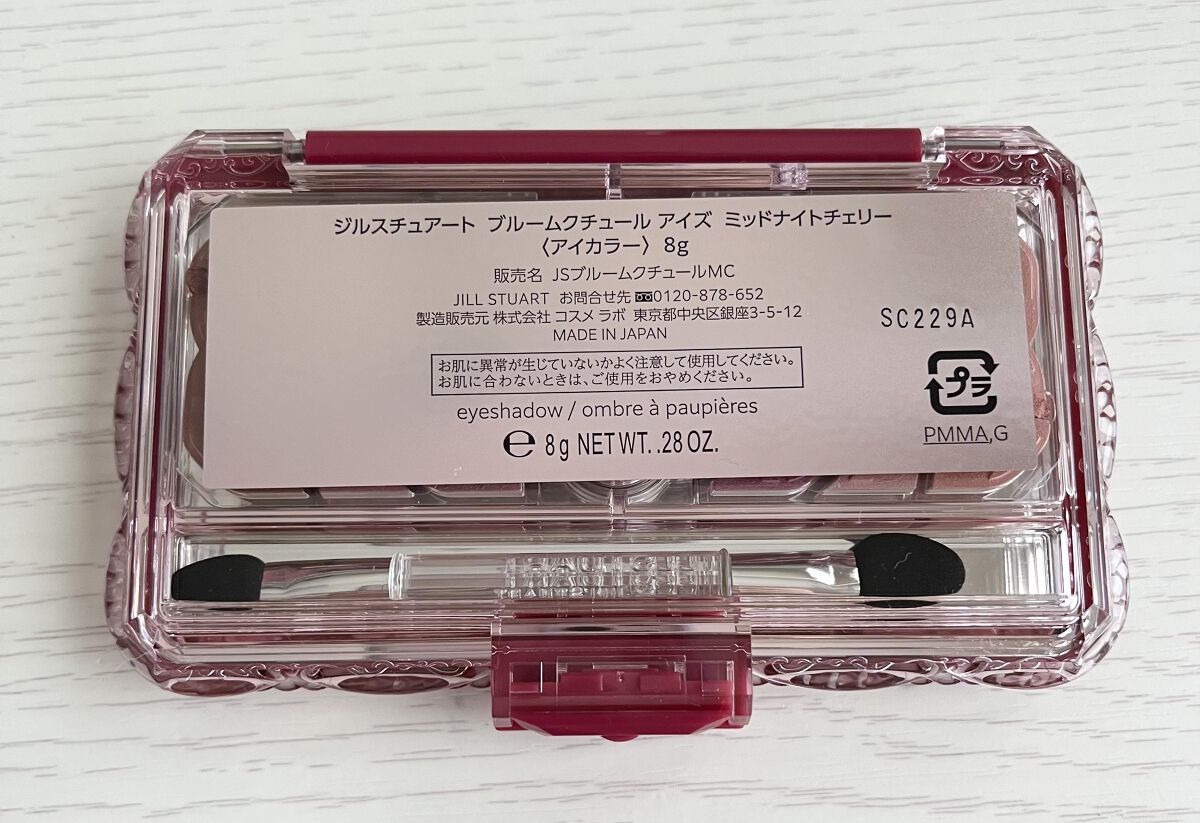 ジルスチュアート ブルームクチュール アイズ ミッドナイトチェリー
〈アイカラー〉 8g
販売名 JSブルームクチュールMC
JILL STUART お問合せ先 0120-878-652
製造販売元 株式会社 コスメ ラボ 東京都中央区銀座3-5-12
MADE IN JAPAN
お肌に異常が生じていないかよく注意して使用してください。
お肌に合わないときは、ご使用をおやめください。
eyeshadow / ombre à paupières
℮ 8g NET WT. .28 OZ.
SC229A
プラ
PMMA,G